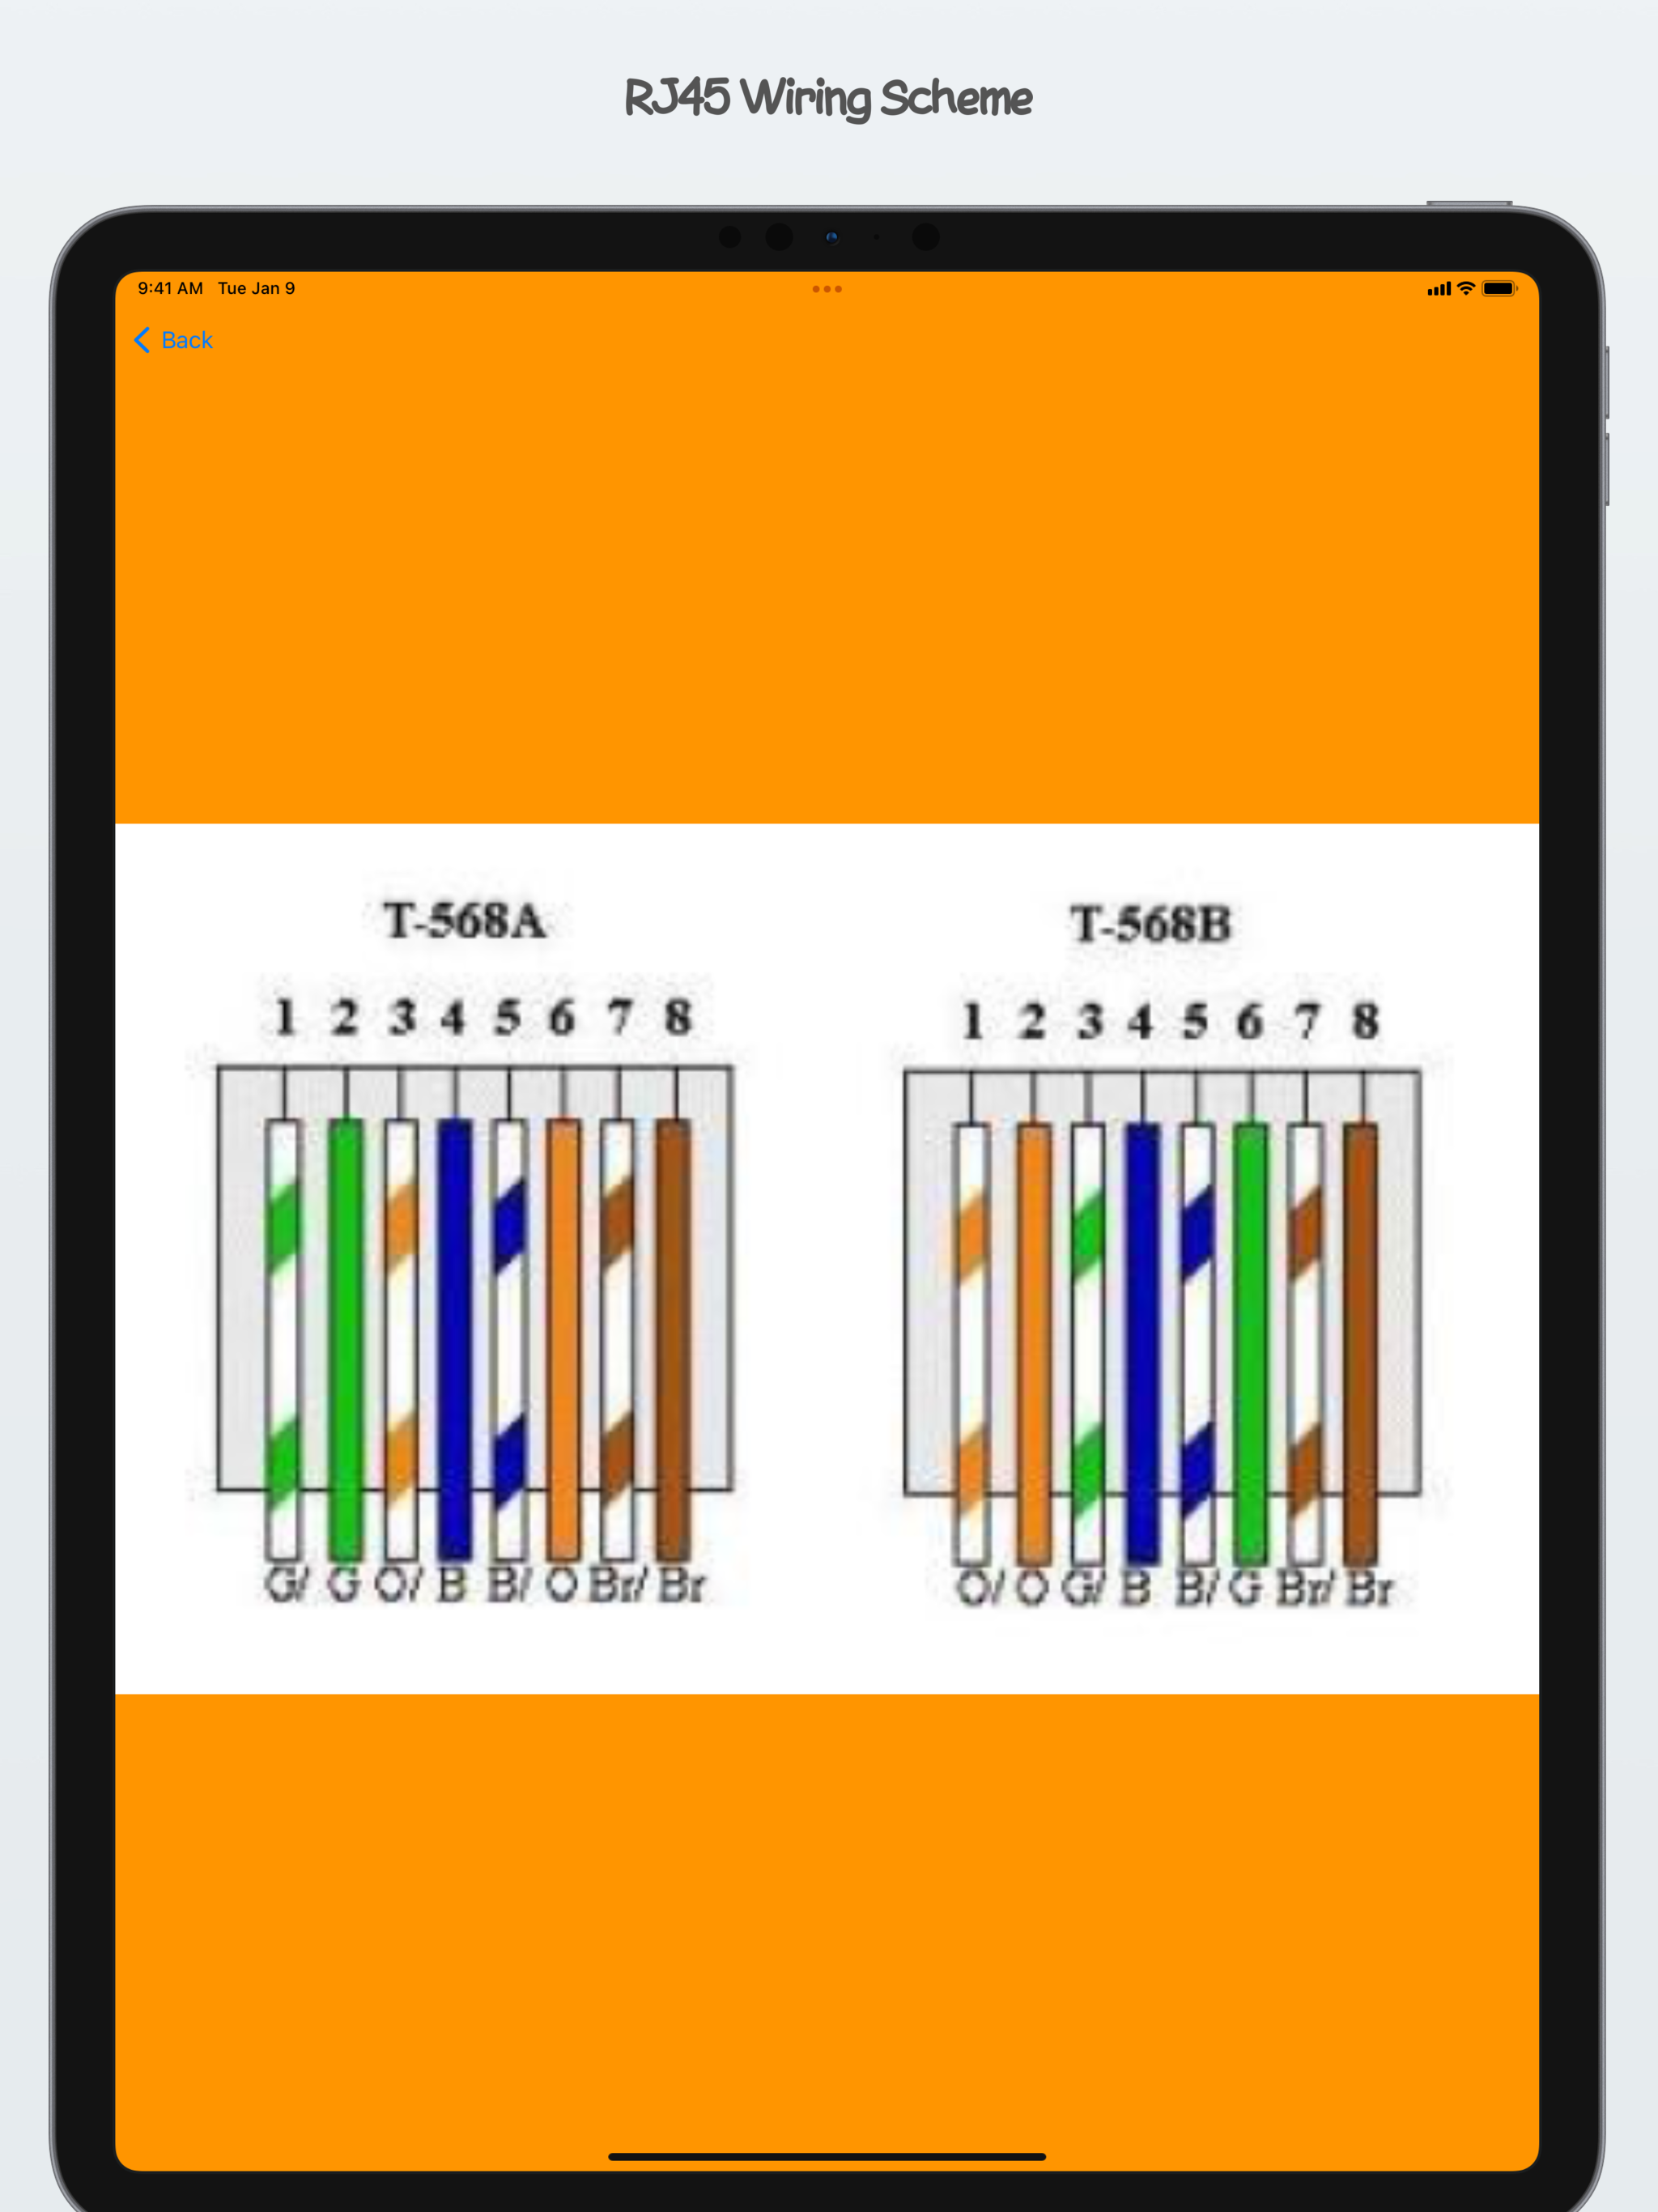 RJ45 Wiring Scheme
9:41 AM Tue Jan 9
Back
T-568A
1 2 3 4 5 6 7 8
G/ G O/ B B/ O Br/ Br
T-568B
1 2 3 4 5 6 7 8
O/ O G/ B B/ G Br/ Br